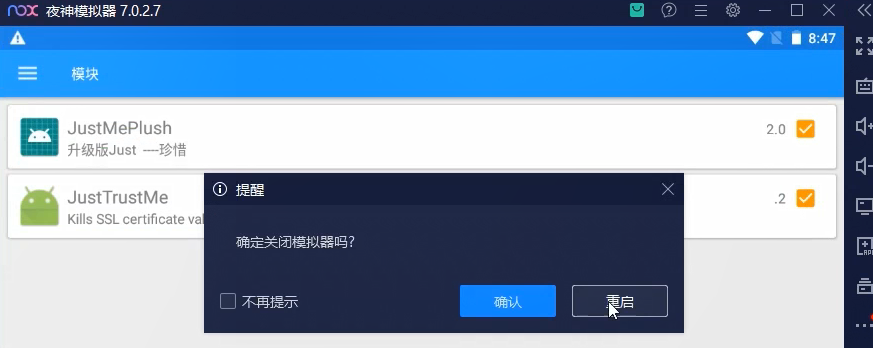 nox 夜神模拟器 7.0.2.7
8:47
模块
JustMePlush
2.0
升级版Just ----珍惜
JustTrustMe
.2
Kills SSL certificate val
提醒
确定关闭模拟器吗?
不再提示
确认
重启